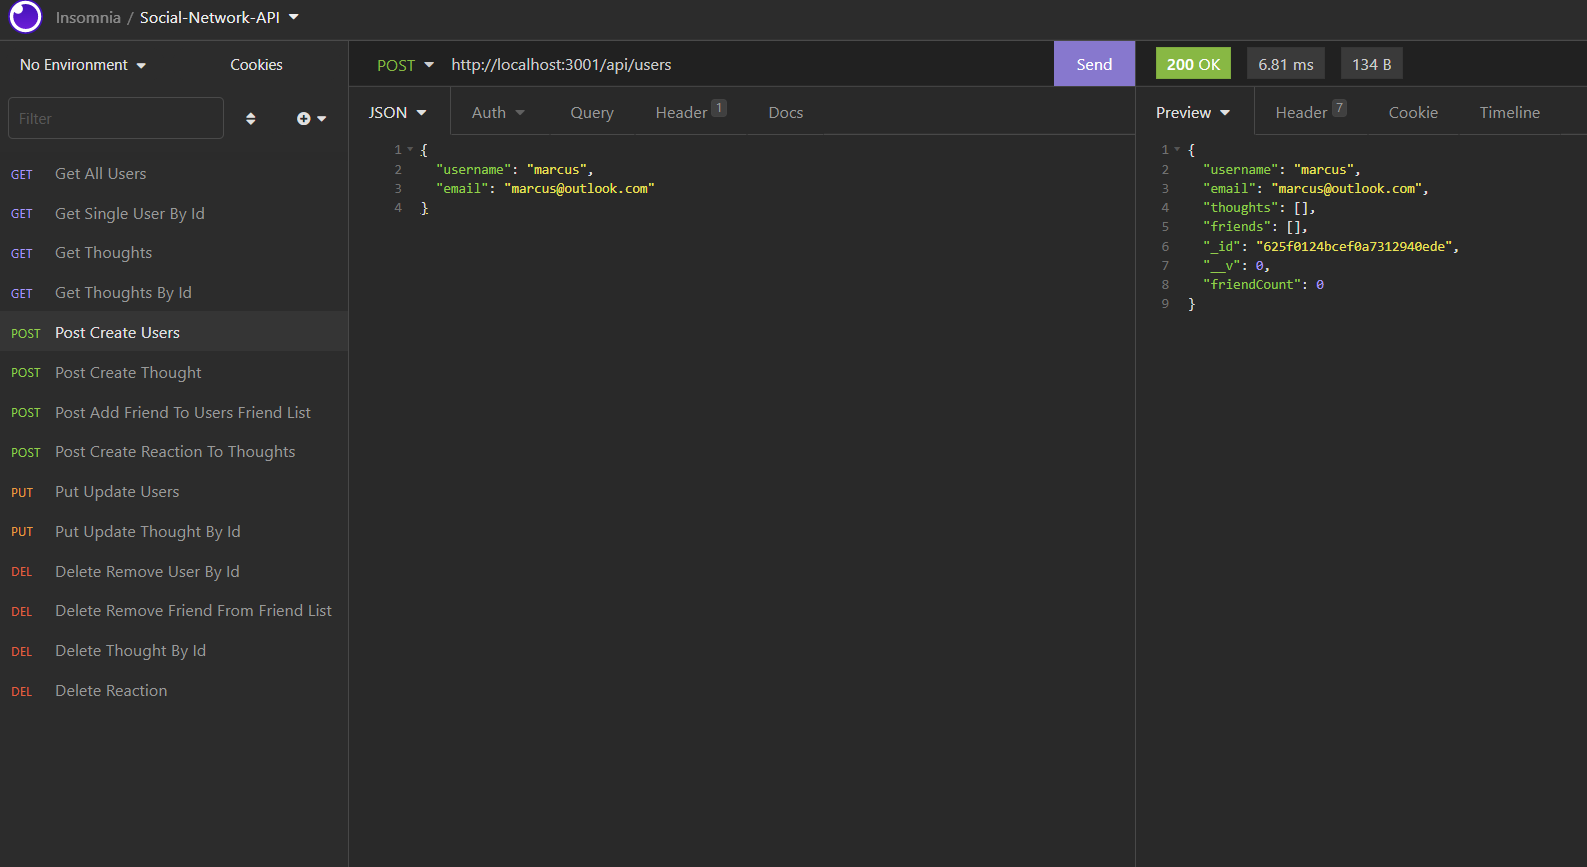 Insomnia / Social-Network-API
No Environment
Cookies
Filter
GET Get All Users
GET Get Single User By Id
GET Get Thoughts
GET Get Thoughts By Id
POST Post Create Users
POST Post Create Thought
POST Post Add Friend To Users Friend List
POST Post Create Reaction To Thoughts
PUT Put Update Users
PUT Put Update Thought By Id
DEL Delete Remove User By Id
DEL Delete Remove Friend From Friend List
DEL Delete Thought By Id
DEL Delete Reaction
POST http://localhost:3001/api/users Send
JSON Auth Query Header 1 Docs
1 {
2 "username": "marcus",
3 "email": "marcus@outlook.com"
4 }
200 OK 6.81 ms 134 B
Preview Header 7 Cookie Timeline
1 {
2 "username": "marcus",
3 "email": "marcus@outlook.com",
4 "thoughts": [],
5 "friends": [],
6 "_id": "625f0124bcef0a7312940ede",
7 "__v": 0,
8 "friendCount": 0
9 }